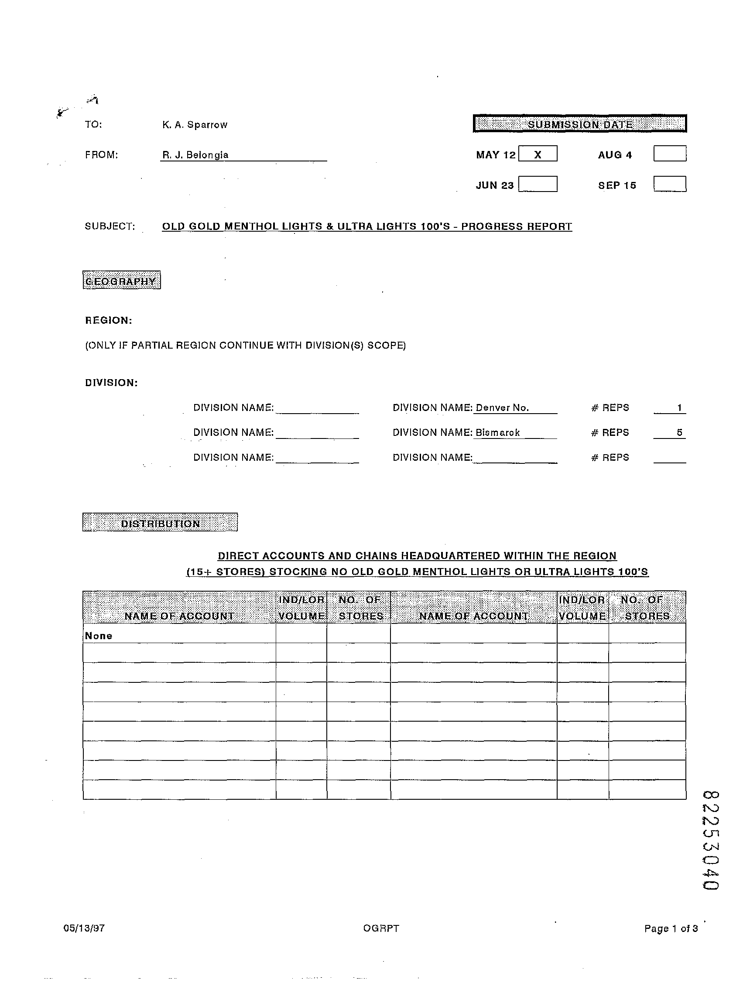 TO: K. A. Sparrow
SUBMISSION DATE
FROM: R. J. Belongia
MAY 12 X AUG 4
JUN 23 SEP 15
SUBJECT: OLD GOLD MENTHOL LIGHTS & ULTRA LIGHTS 100'S - PROGRESS REPORT
GEOGRAPHY
REGION:
(ONLY IF PARTIAL REGION CONTINUE WITH DIVISION(S) SCOPE)
DIVISION:
DIVISION NAME: DIVISION NAME: Denver No. # REPS 1
DIVISION NAME: DIVISION NAME: Bismarok # REPS 5
DIVISION NAME: DIVISION NAME: # REPS
DISTRIBUTION
DIRECT ACCOUNTS AND CHAINS HEADQUARTERED WITHIN THE REGION
(15+ STORES) STOCKING NO OLD GOLD MENTHOL LIGHTS OR ULTRA LIGHTS 100'S
IND/LOR NO. OF IND/LOR NO. OF
NAME OF ACCOUNT VOLUME STORES NAME OF ACCOUNT VOLUME STORES
None
82253040
05/13/97 OGRPT Page 1 of 3